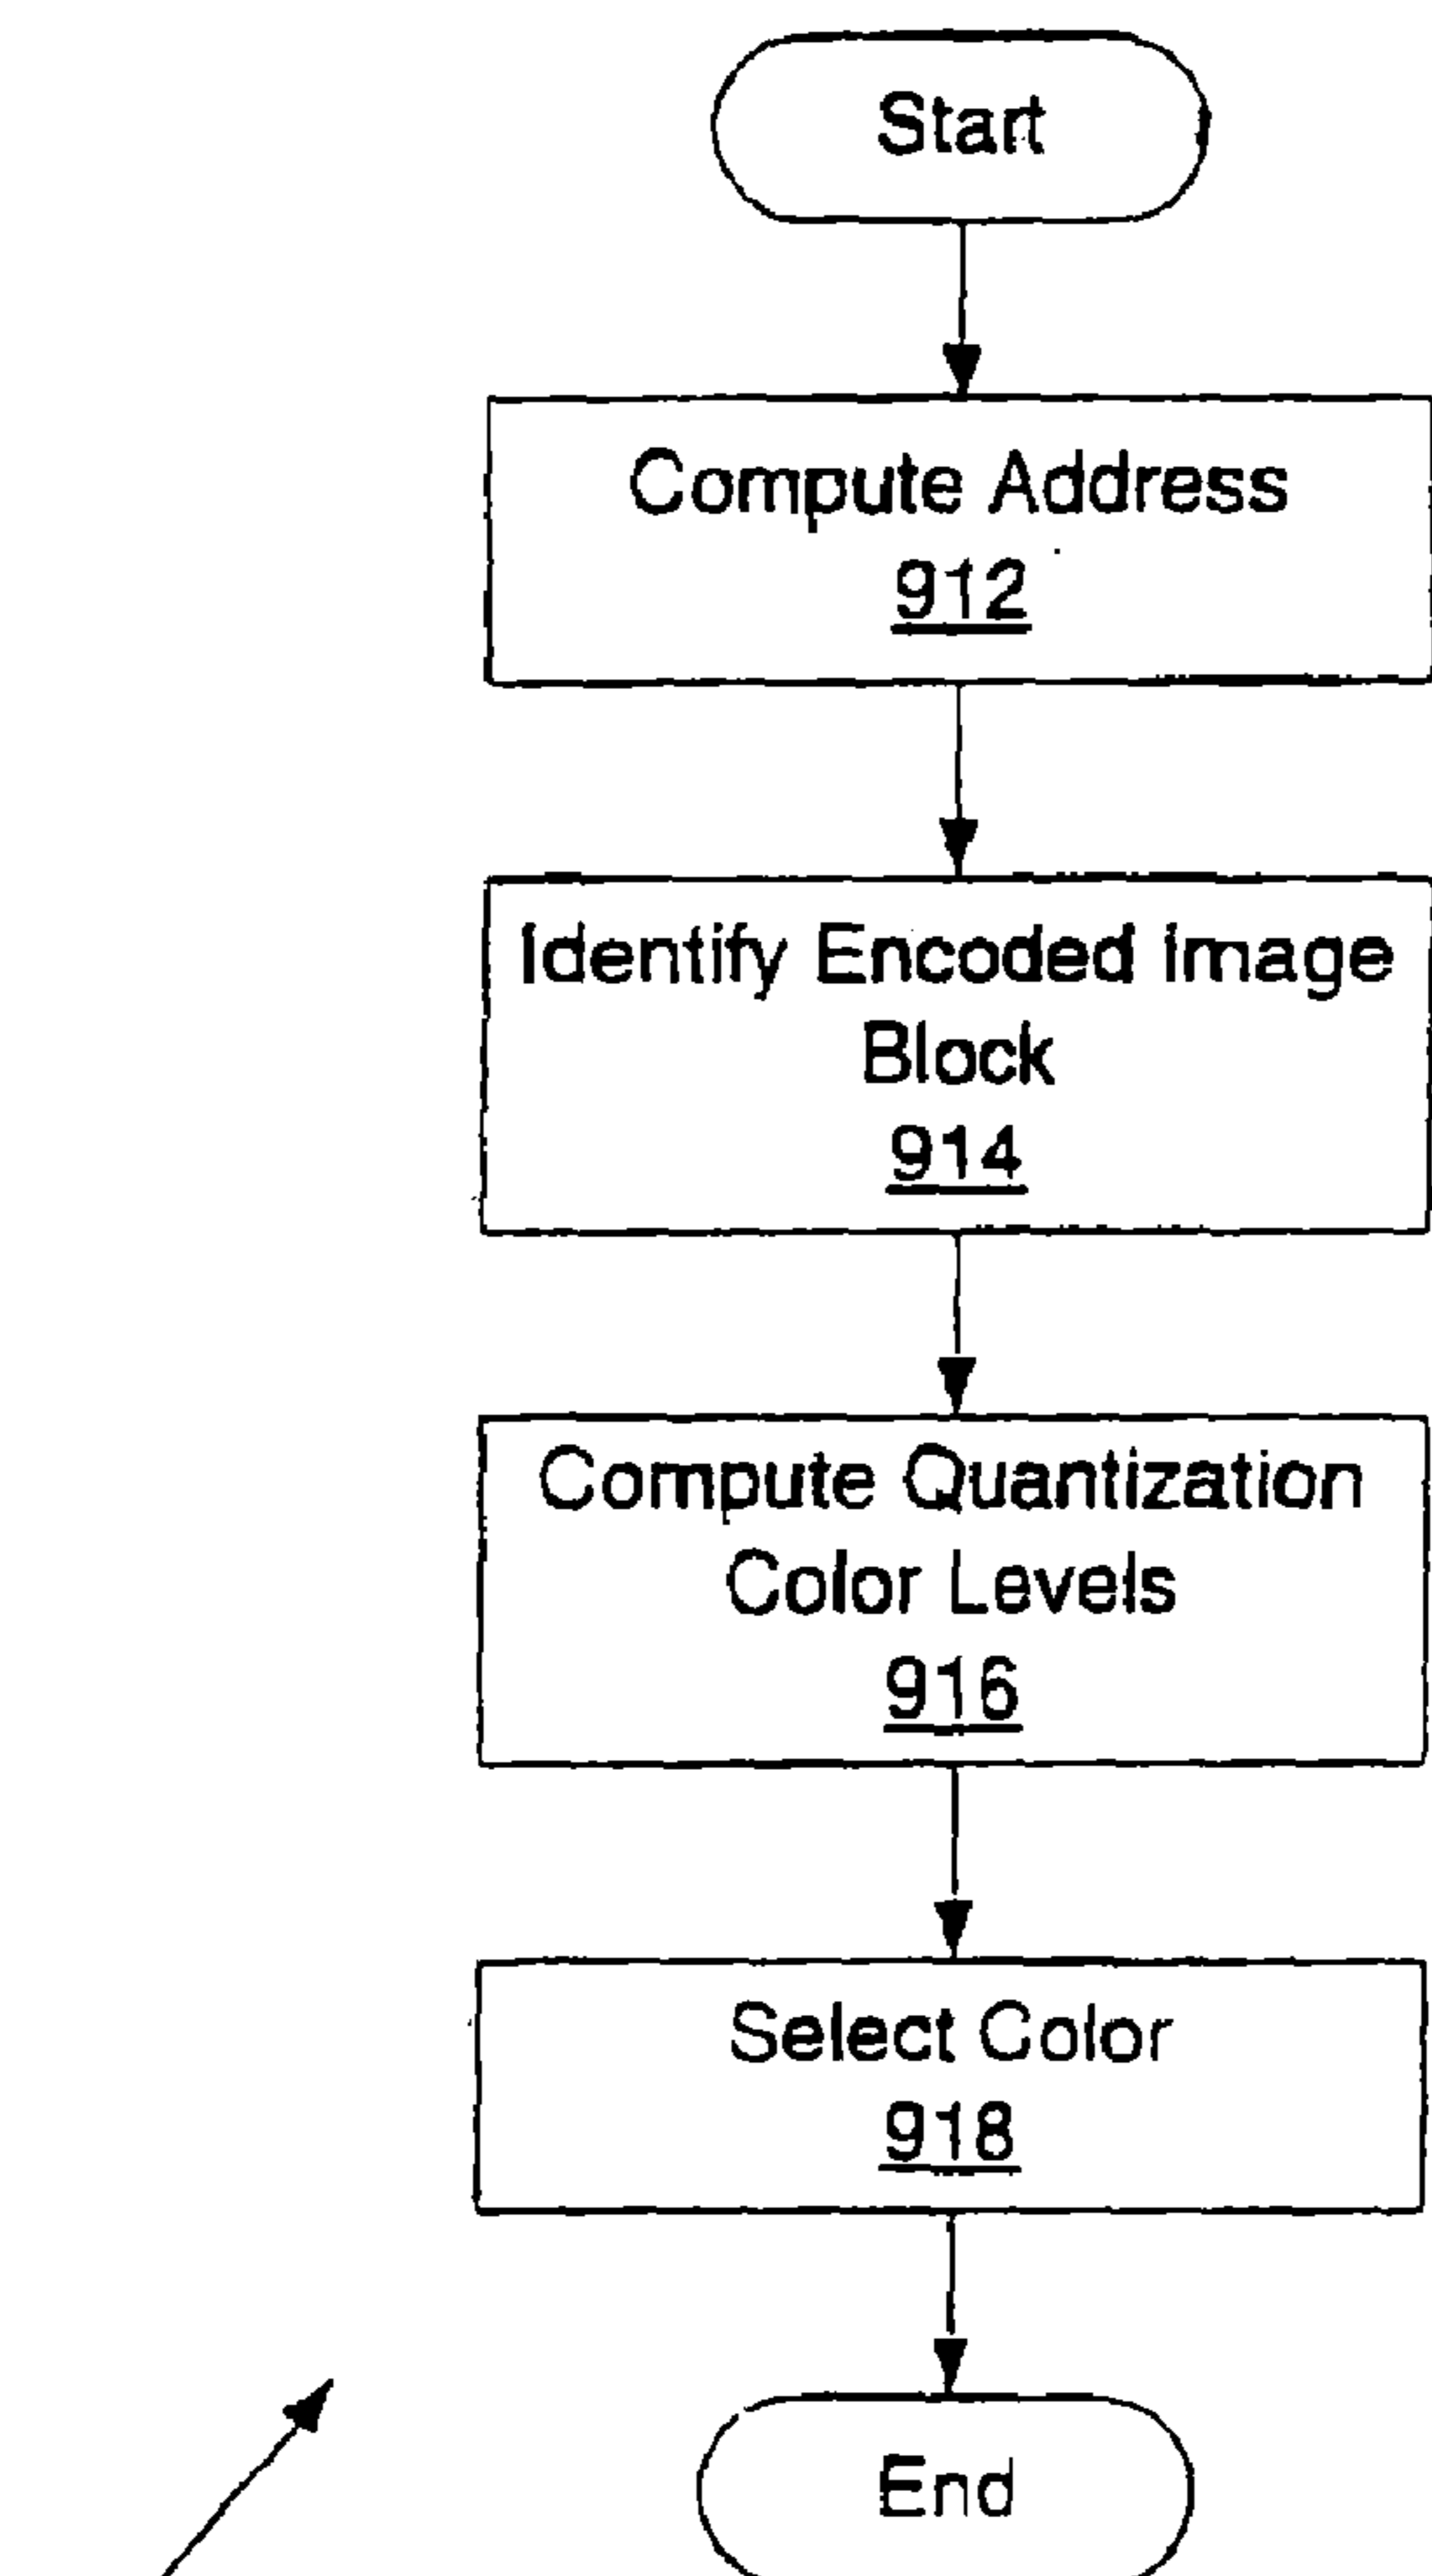 Start
Compute Address
912
Identify Encoded Image
Block
914
Compute Quantization
Color Levels
916
Select Color
918
End